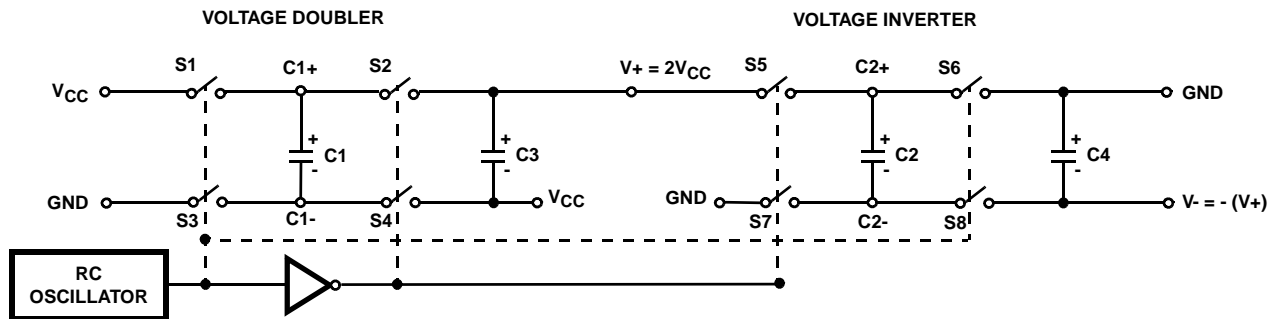 VOLTAGE DOUBLER
VOLTAGE INVERTER
S1 C1+ S2 V+ = 2VCC S5 C2+ S6
VCC GND
+ C1 - + C3 - + C2 - + C4 -
GND VCC GND V- = - (V+)
S3 C1- S4 S7 C2- S8
RC
OSCILLATOR